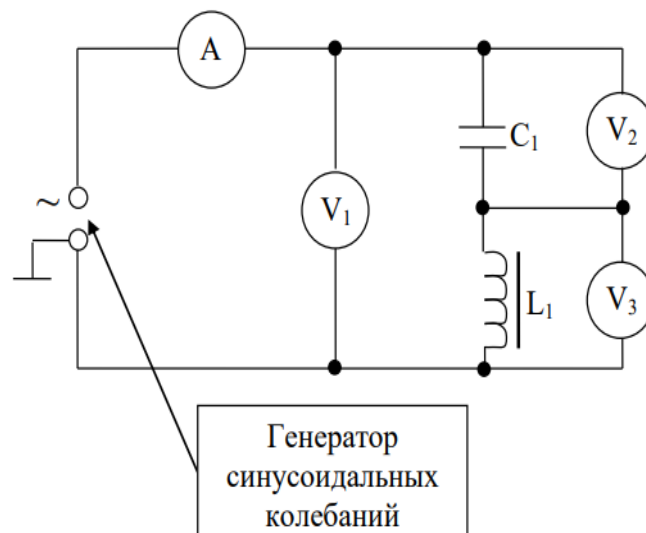 A
V₂
C₁
~
V₁
V₃
L₁
Генератор
синусоидальных
колебаний